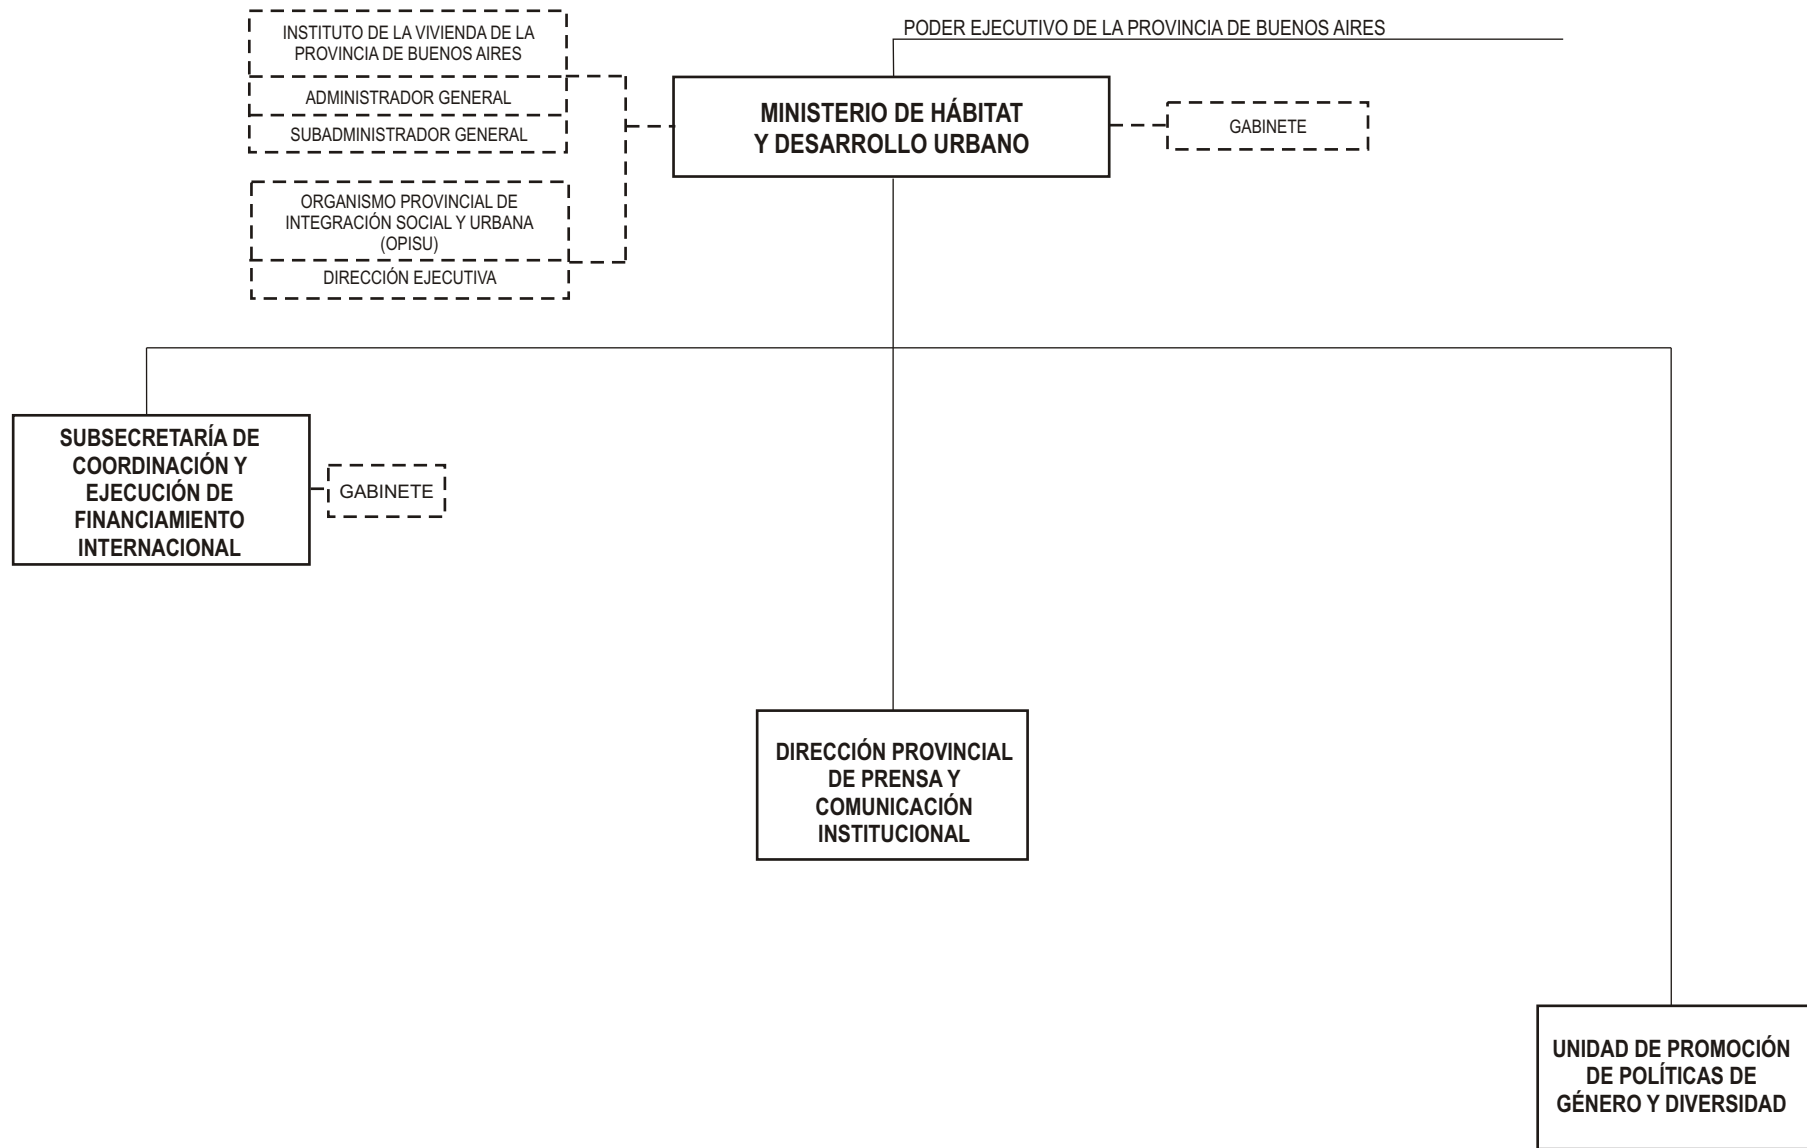 PODER EJECUTIVO DE LA PROVINCIA DE BUENOS AIRES
INSTITUTO DE LA VIVIENDA DE LA
PROVINCIA DE BUENOS AIRES
ADMINISTRADOR GENERAL
SUBADMINISTRADOR GENERAL
MINISTERIO DE HÁBITAT
Y DESARROLLO URBANO
GABINETE
ORGANISMO PROVINCIAL DE
INTEGRACIÓN SOCIAL Y URBANA
(OPISU)
DIRECCIÓN EJECUTIVA
SUBSECRETARÍA DE
COORDINACIÓN Y
EJECUCIÓN DE
FINANCIAMIENTO
INTERNACIONAL
GABINETE
DIRECCIÓN PROVINCIAL
DE PRENSA Y
COMUNICACIÓN
INSTITUCIONAL
UNIDAD DE PROMOCIÓN
DE POLÍTICAS DE
GÉNERO Y DIVERSIDAD